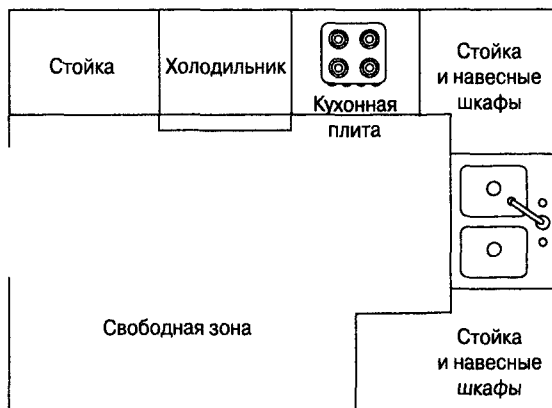 Стойка
Холодильник
Кухонная
плита
Стойка
и навесные
шкафы
Свободная зона
Стойка
и навесные
шкафы